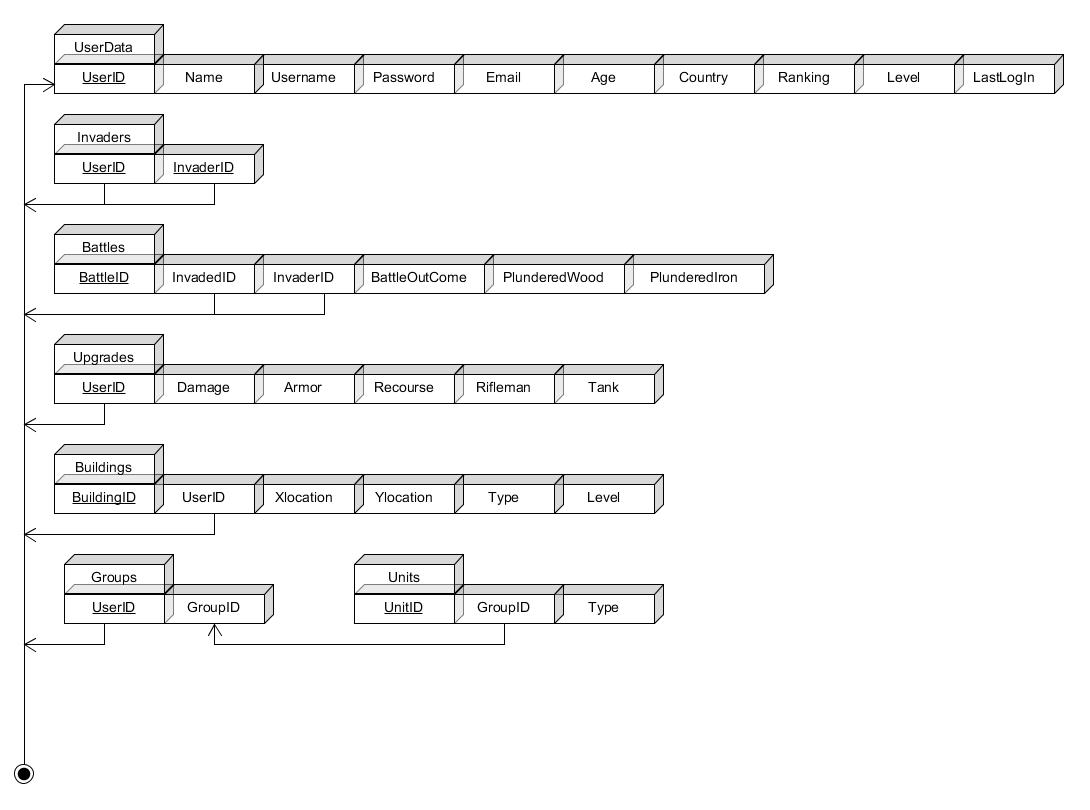 UserData
UserID Name Username Password Email Age Country Ranking Level LastLogIn
Invaders
UserID InvaderID
Battles
BattleID InvadedID InvaderID BattleOutCome PlunderedWood PlunderedIron
Upgrades
UserID Damage Armor Recourse Rifleman Tank
Buildings
BuildingID UserID Xlocation Ylocation Type Level
Groups Units
UserID GroupID UnitID GroupID Type